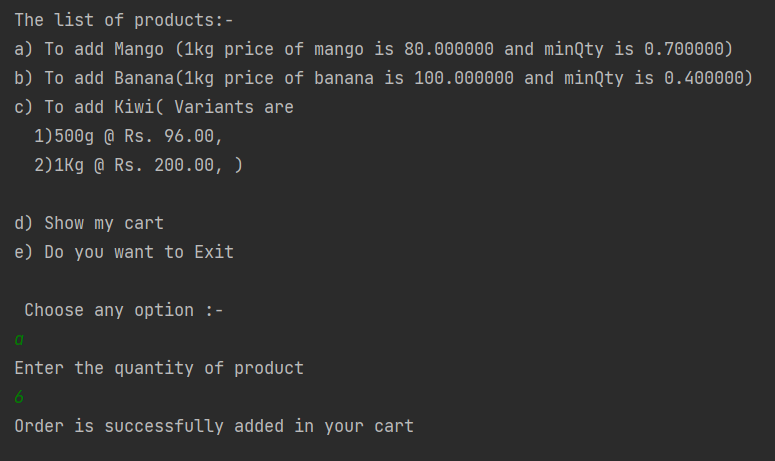 The list of products:-
a) To add Mango (1kg price of mango is 80.000000 and minQty is 0.700000)
b) To add Banana(1kg price of banana is 100.000000 and minQty is 0.400000)
c) To add Kiwi( Variants are
1)500g @ Rs. 96.00,
2)1Kg @ Rs. 200.00, )
d) Show my cart
e) Do you want to Exit
Choose any option :-
a
Enter the quantity of product
6
Order is successfully added in your cart